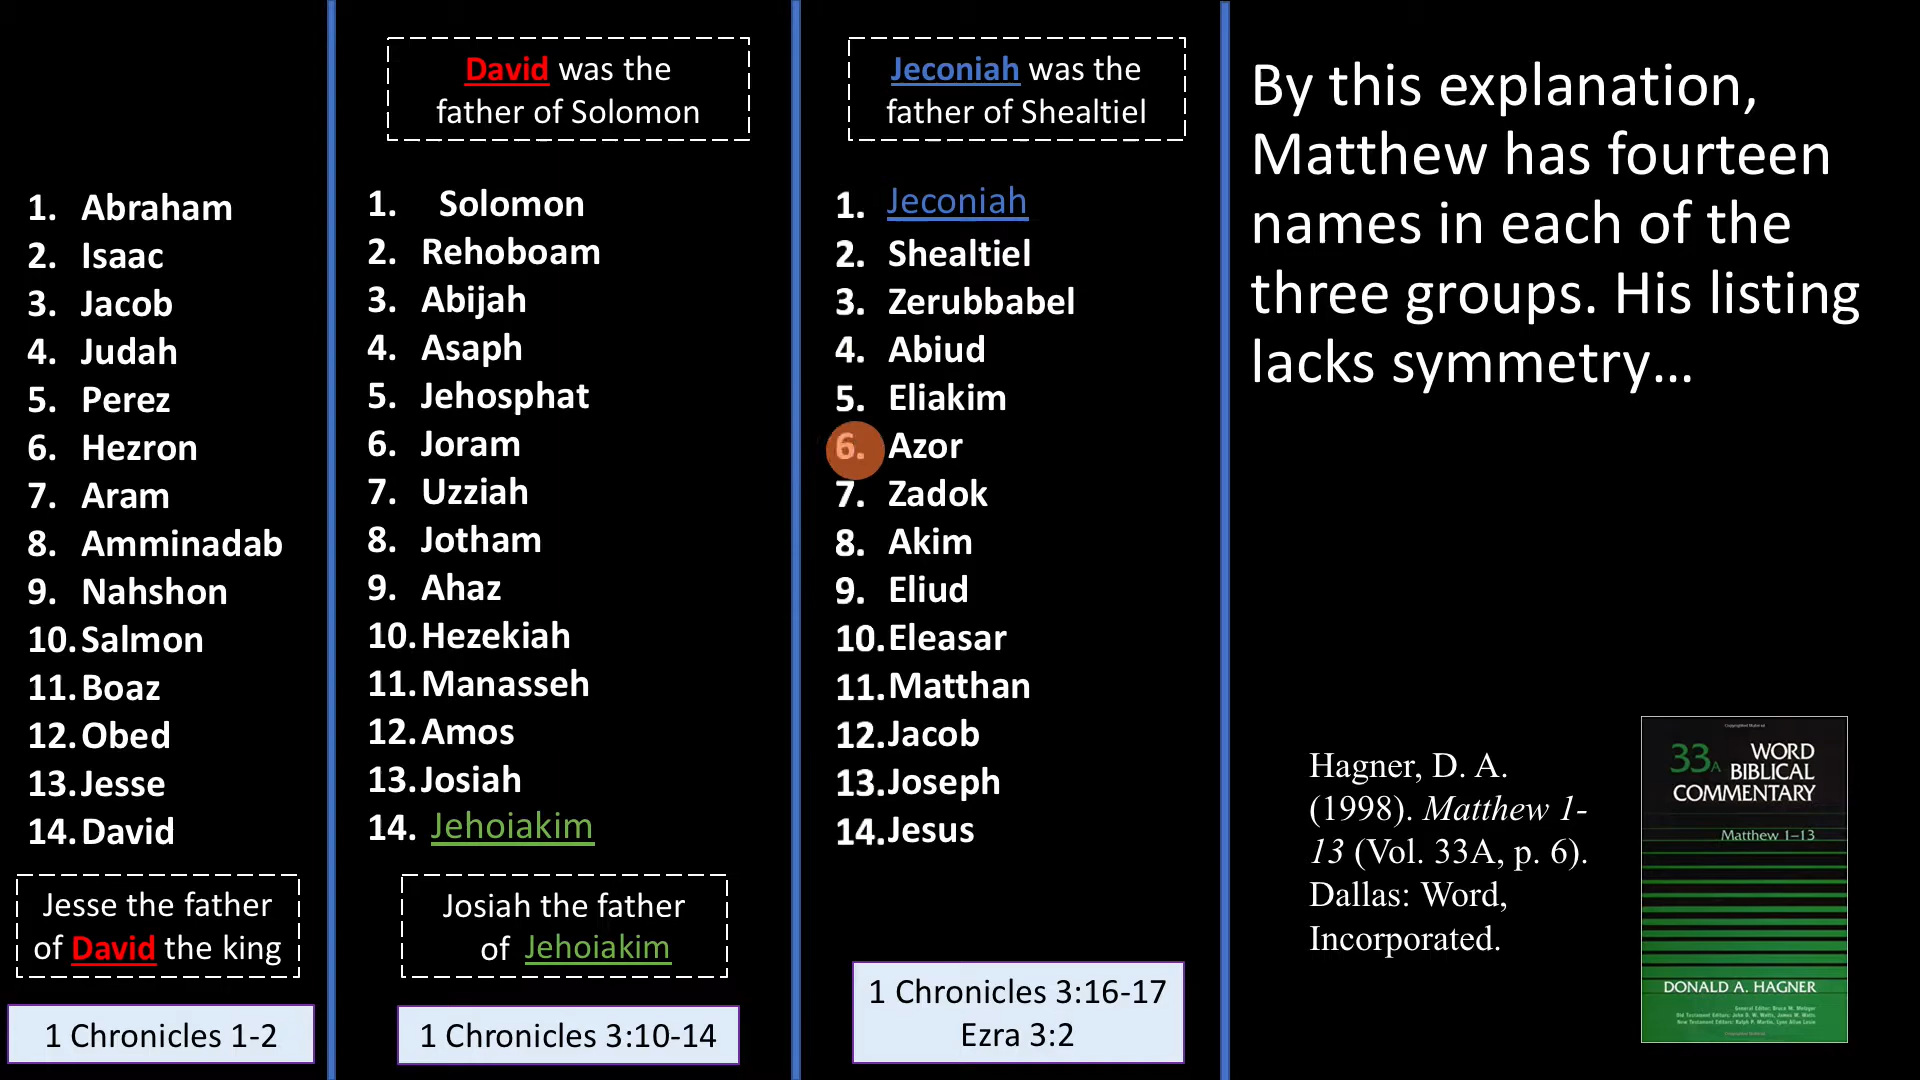 1. Abraham
2. Isaac
3. Jacob
4. Judah
5. Perez
6. Hezron
7. Aram
8. Amminadab
9. Nahshon
10. Salmon
11. Boaz
12. Obed
13. Jesse
14. David
Jesse the father
of David the king
1 Chronicles 1-2
David was the
father of Solomon
1. Solomon
2. Rehoboam
3. Abijah
4. Asaph
5. Jehosphat
6. Joram
7. Uzziah
8. Jotham
9. Ahaz
10. Hezekiah
11. Manasseh
12. Amos
13. Josiah
14. Jehoiakim
Josiah the father
of Jehoiakim
1 Chronicles 3:10-14
Jeconiah was the
father of Shealtiel
1. Jeconiah
2. Shealtiel
3. Zerubbabel
4. Abiud
5. Eliakim
6. Azor
7. Zadok
8. Akim
9. Eliud
10. Eleasar
11. Matthan
12. Jacob
13. Joseph
14. Jesus
1 Chronicles 3:16-17
Ezra 3:2
By this explanation,
Matthew has fourteen
names in each of the
three groups. His listing
lacks symmetry…
Hagner, D. A.
(1998). Matthew 1-
13 (Vol. 33A, p. 6).
Dallas: Word,
Incorporated.
33A WORD
BIBLICAL
COMMENTARY
Matthew 1–13
DONALD A. HAGNER